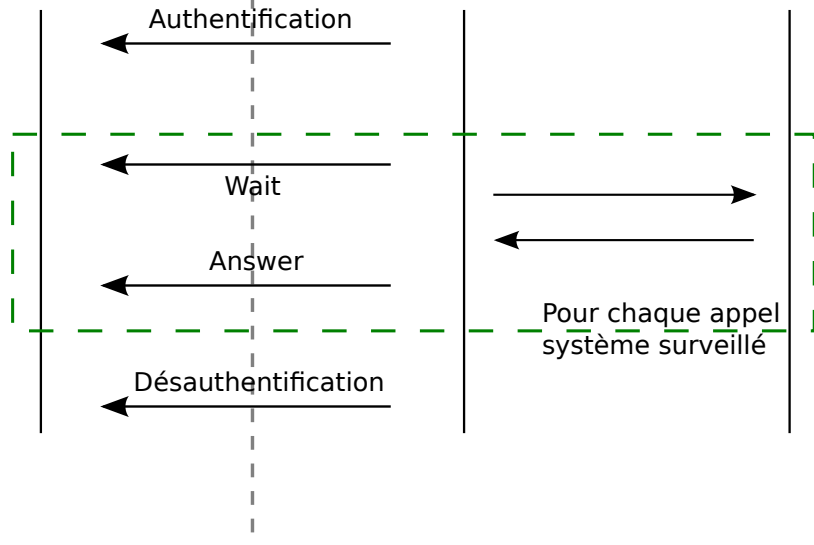 Authentification
Wait
Answer
Pour chaque appel
système surveillé
Désauthentification